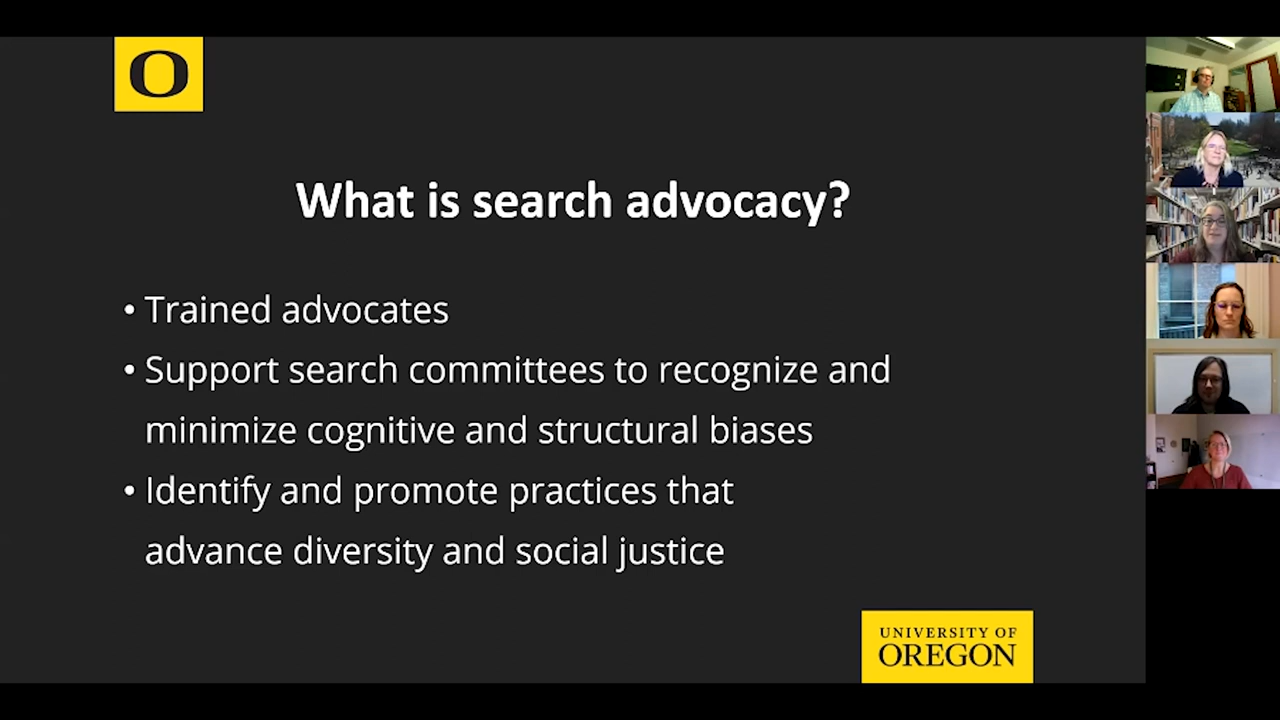 O
What is search advocacy?
• Trained advocates
• Support search committees to recognize and
minimize cognitive and structural biases
• Identify and promote practices that
advance diversity and social justice
UNIVERSITY OF
OREGON